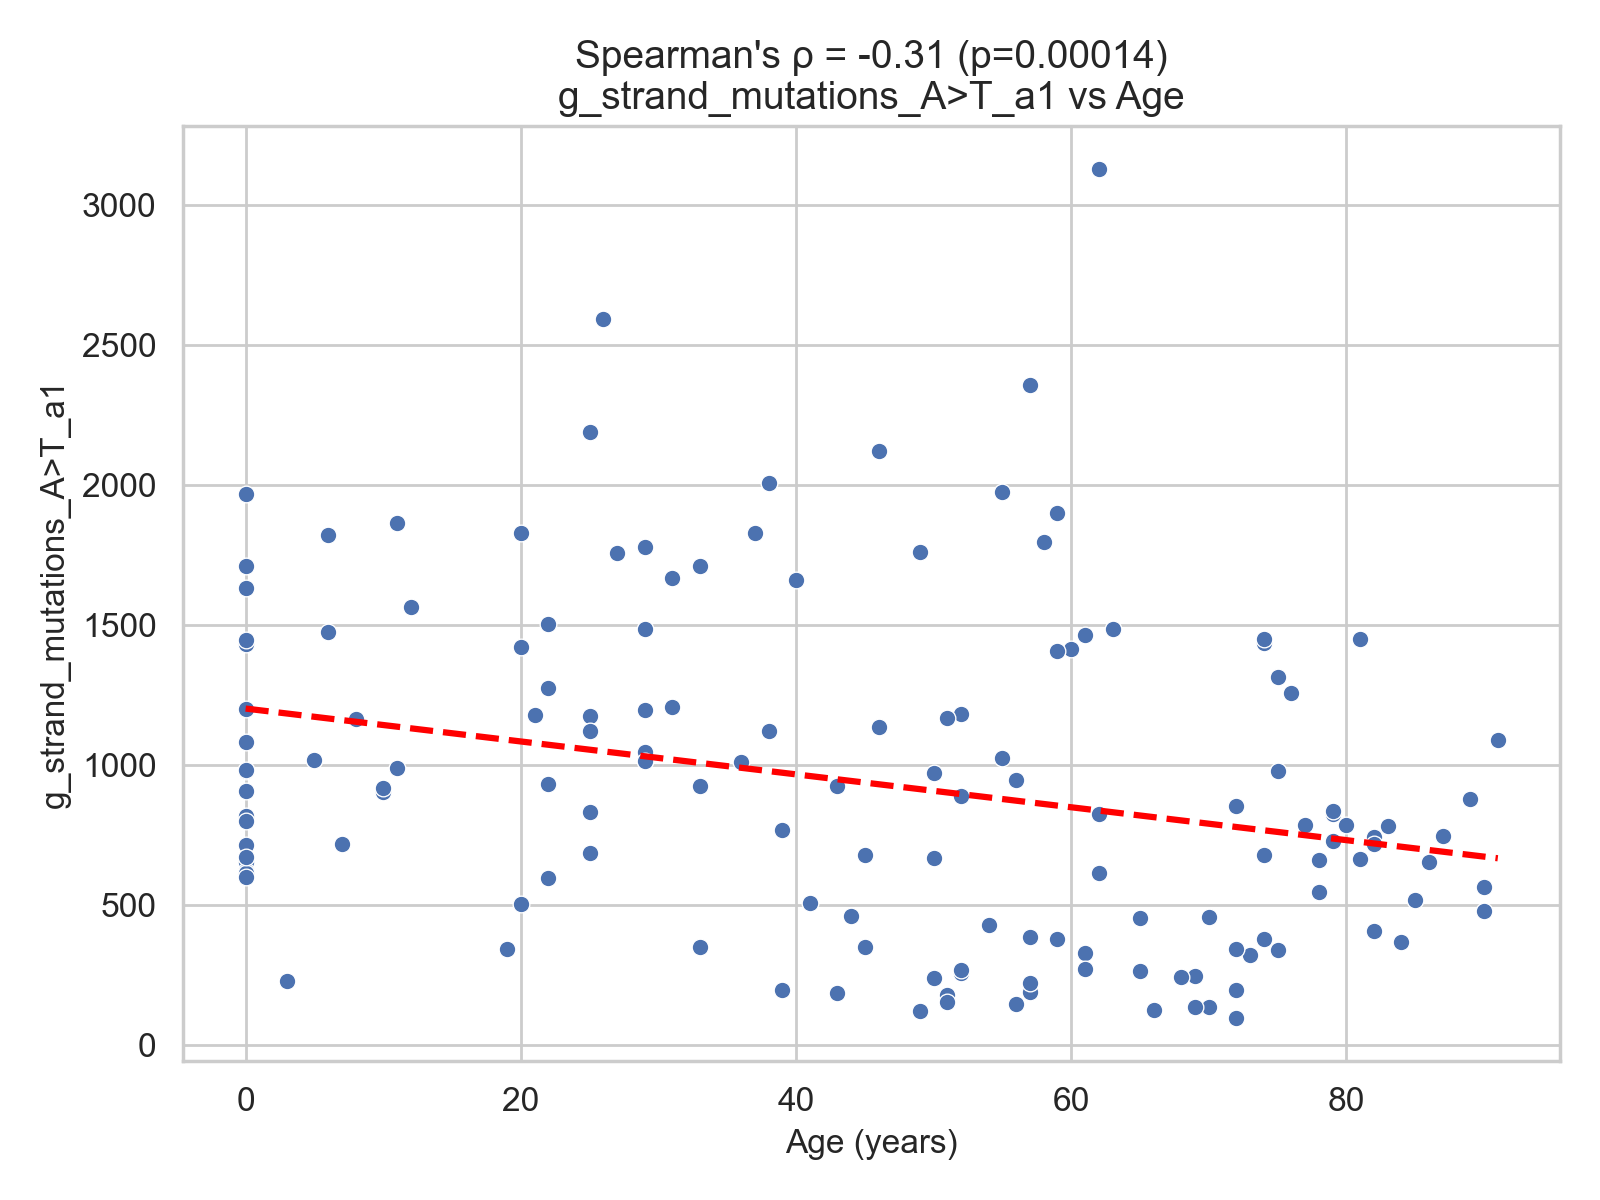 Spearman's ρ = -0.31 (p=0.00014)
g_strand_mutations_A>T_a1 vs Age
g_strand_mutations_A>T_a1
3000
2500
2000
1500
1000
500
0
0 20 40 60 80
Age (years)